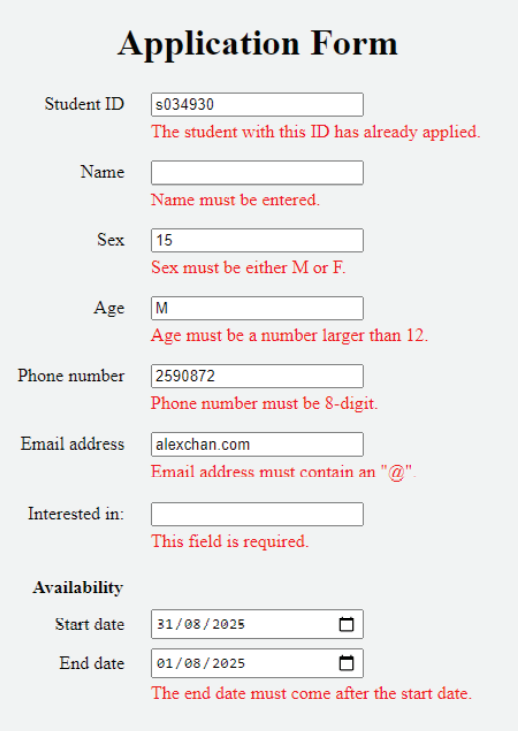 Application Form
Student ID s034930
The student with this ID has already applied.
Name
Name must be entered.
Sex 15
Sex must be either M or F.
Age M
Age must be a number larger than 12.
Phone number 2590872
Phone number must be 8-digit.
Email address alexchan.com
Email address must contain an "@".
Interested in:
This field is required.
Availability
Start date 31/08/2025
End date 01/08/2025
The end date must come after the start date.